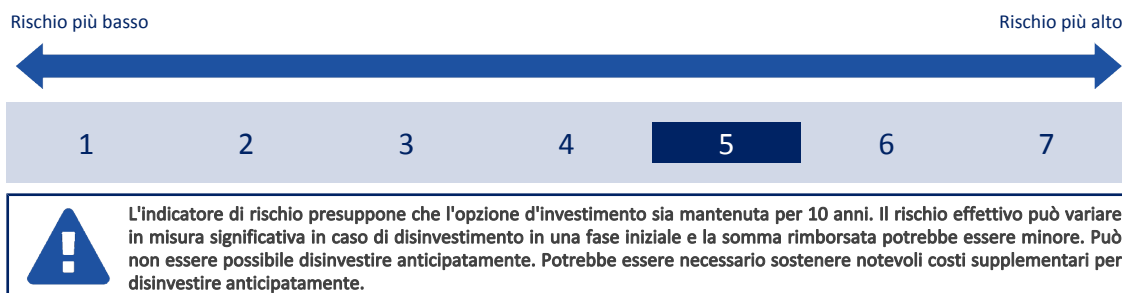 Rischio più basso Rischio più alto
1 2 3 4 5 6 7
L'indicatore di rischio presuppone che l'opzione d'investimento sia mantenuta per 10 anni. Il rischio effettivo può variare
in misura significativa in caso di disinvestimento in una fase iniziale e la somma rimborsata potrebbe essere minore. Può
non essere possibile disinvestire anticipatamente. Potrebbe essere necessario sostenere notevoli costi supplementari per
disinvestire anticipatamente.